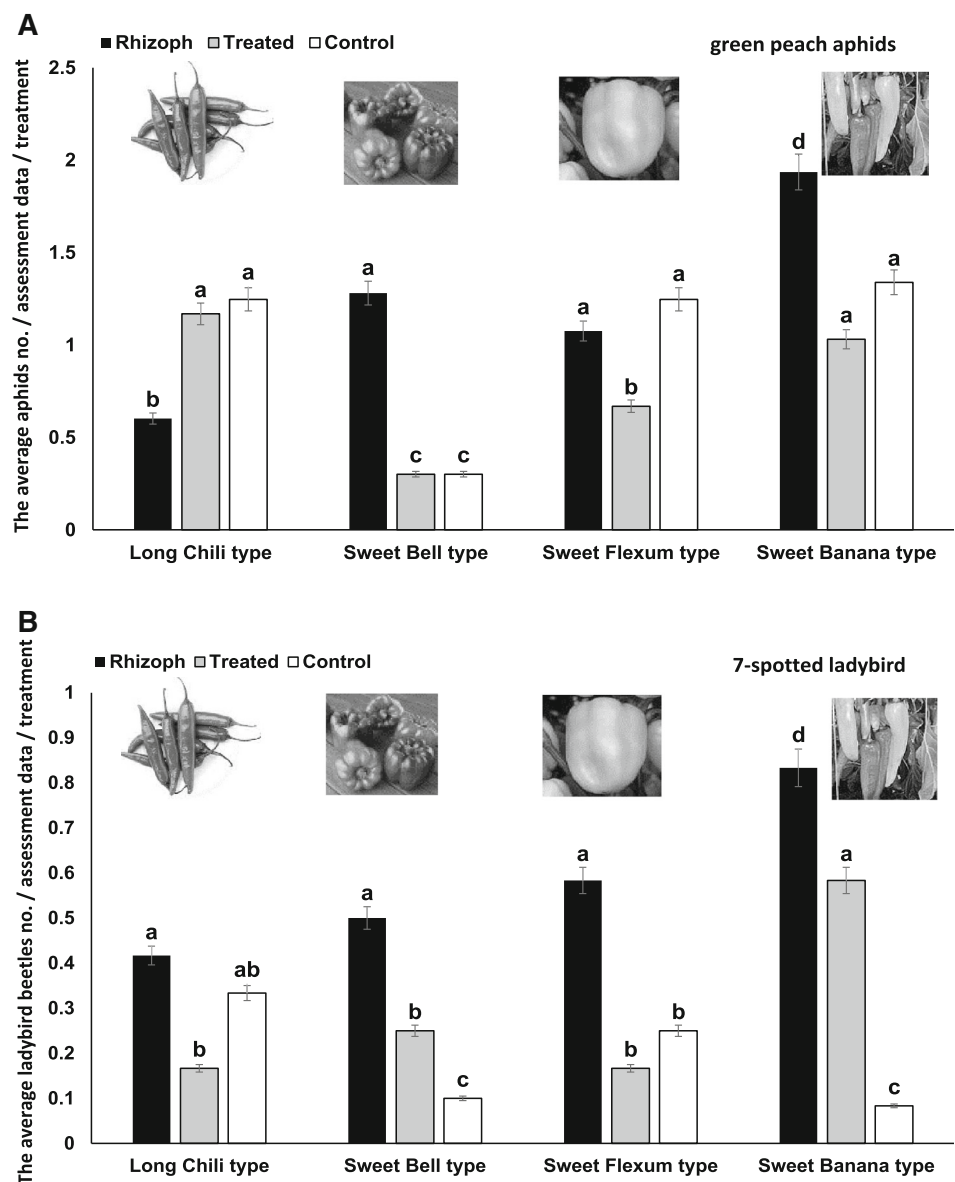 A
Rhizoph Treated Control
green peach aphids
The average aphids no. / assessment data / treatment
2.5
2
1.5
1
0.5
0
b
a
a
a
c
c
a
b
a
d
a
a
Long Chili type Sweet Bell type Sweet Flexum type Sweet Banana type
B
Rhizoph Treated Control
7-spotted ladybird
The average ladybird beetles no. / assessment data / treatment
1
0.9
0.8
0.7
0.6
0.5
0.4
0.3
0.2
0.1
0
a
b
ab
a
b
c
a
b
b
d
a
c
Long Chili type Sweet Bell type Sweet Flexum type Sweet Banana type